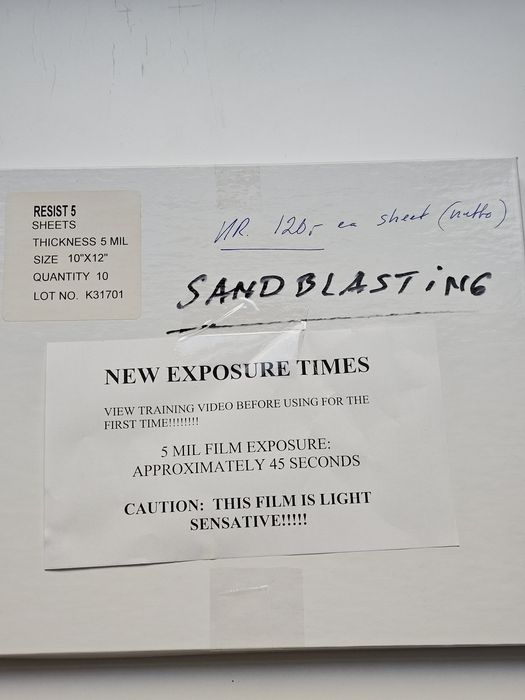 RESIST 5
SHEETS
THICKNESS 5 MIL
SIZE 10"X12"
QUANTITY 10
LOT NO. K31701
120,- ea sheet (netto)
SANDBLASTING
NEW EXPOSURE TIMES
VIEW TRAINING VIDEO BEFORE USING FOR THE
FIRST TIME!!!!!!!!
5 MIL FILM EXPOSURE:
APPROXIMATELY 45 SECONDS
CAUTION: THIS FILM IS LIGHT
SENSATIVE!!!!!